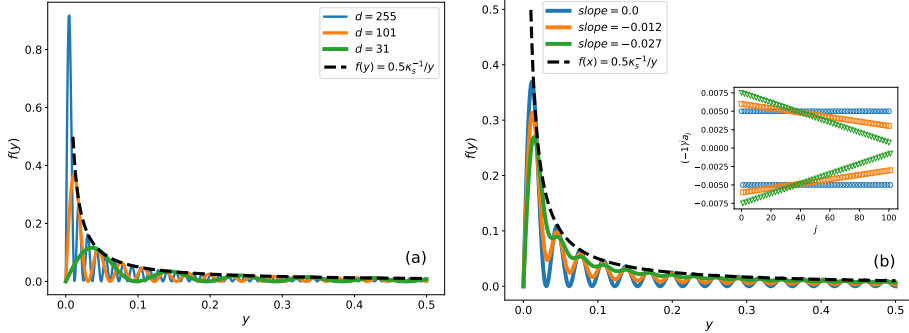 d = 255
d = 101
d = 31
f(y) = 0.5κ_s^{-1}/y
f(y)
0.8
0.6
0.4
0.2
0.0
0.0 0.1 0.2 0.3 0.4 0.5
y
(a)
slope = 0.0
slope = −0.012
slope = −0.027
f(x) = 0.5κ_s^{-1}/y
f(y)
0.5
0.4
0.3
0.2
0.1
0.0
0.0 0.1 0.2 0.3 0.4 0.5
y
(b)
(−1)^j a_j
0.0075
0.0050
0.0025
0.0000
−0.0025
−0.0050
−0.0075
0 20 40 60 80 100
j